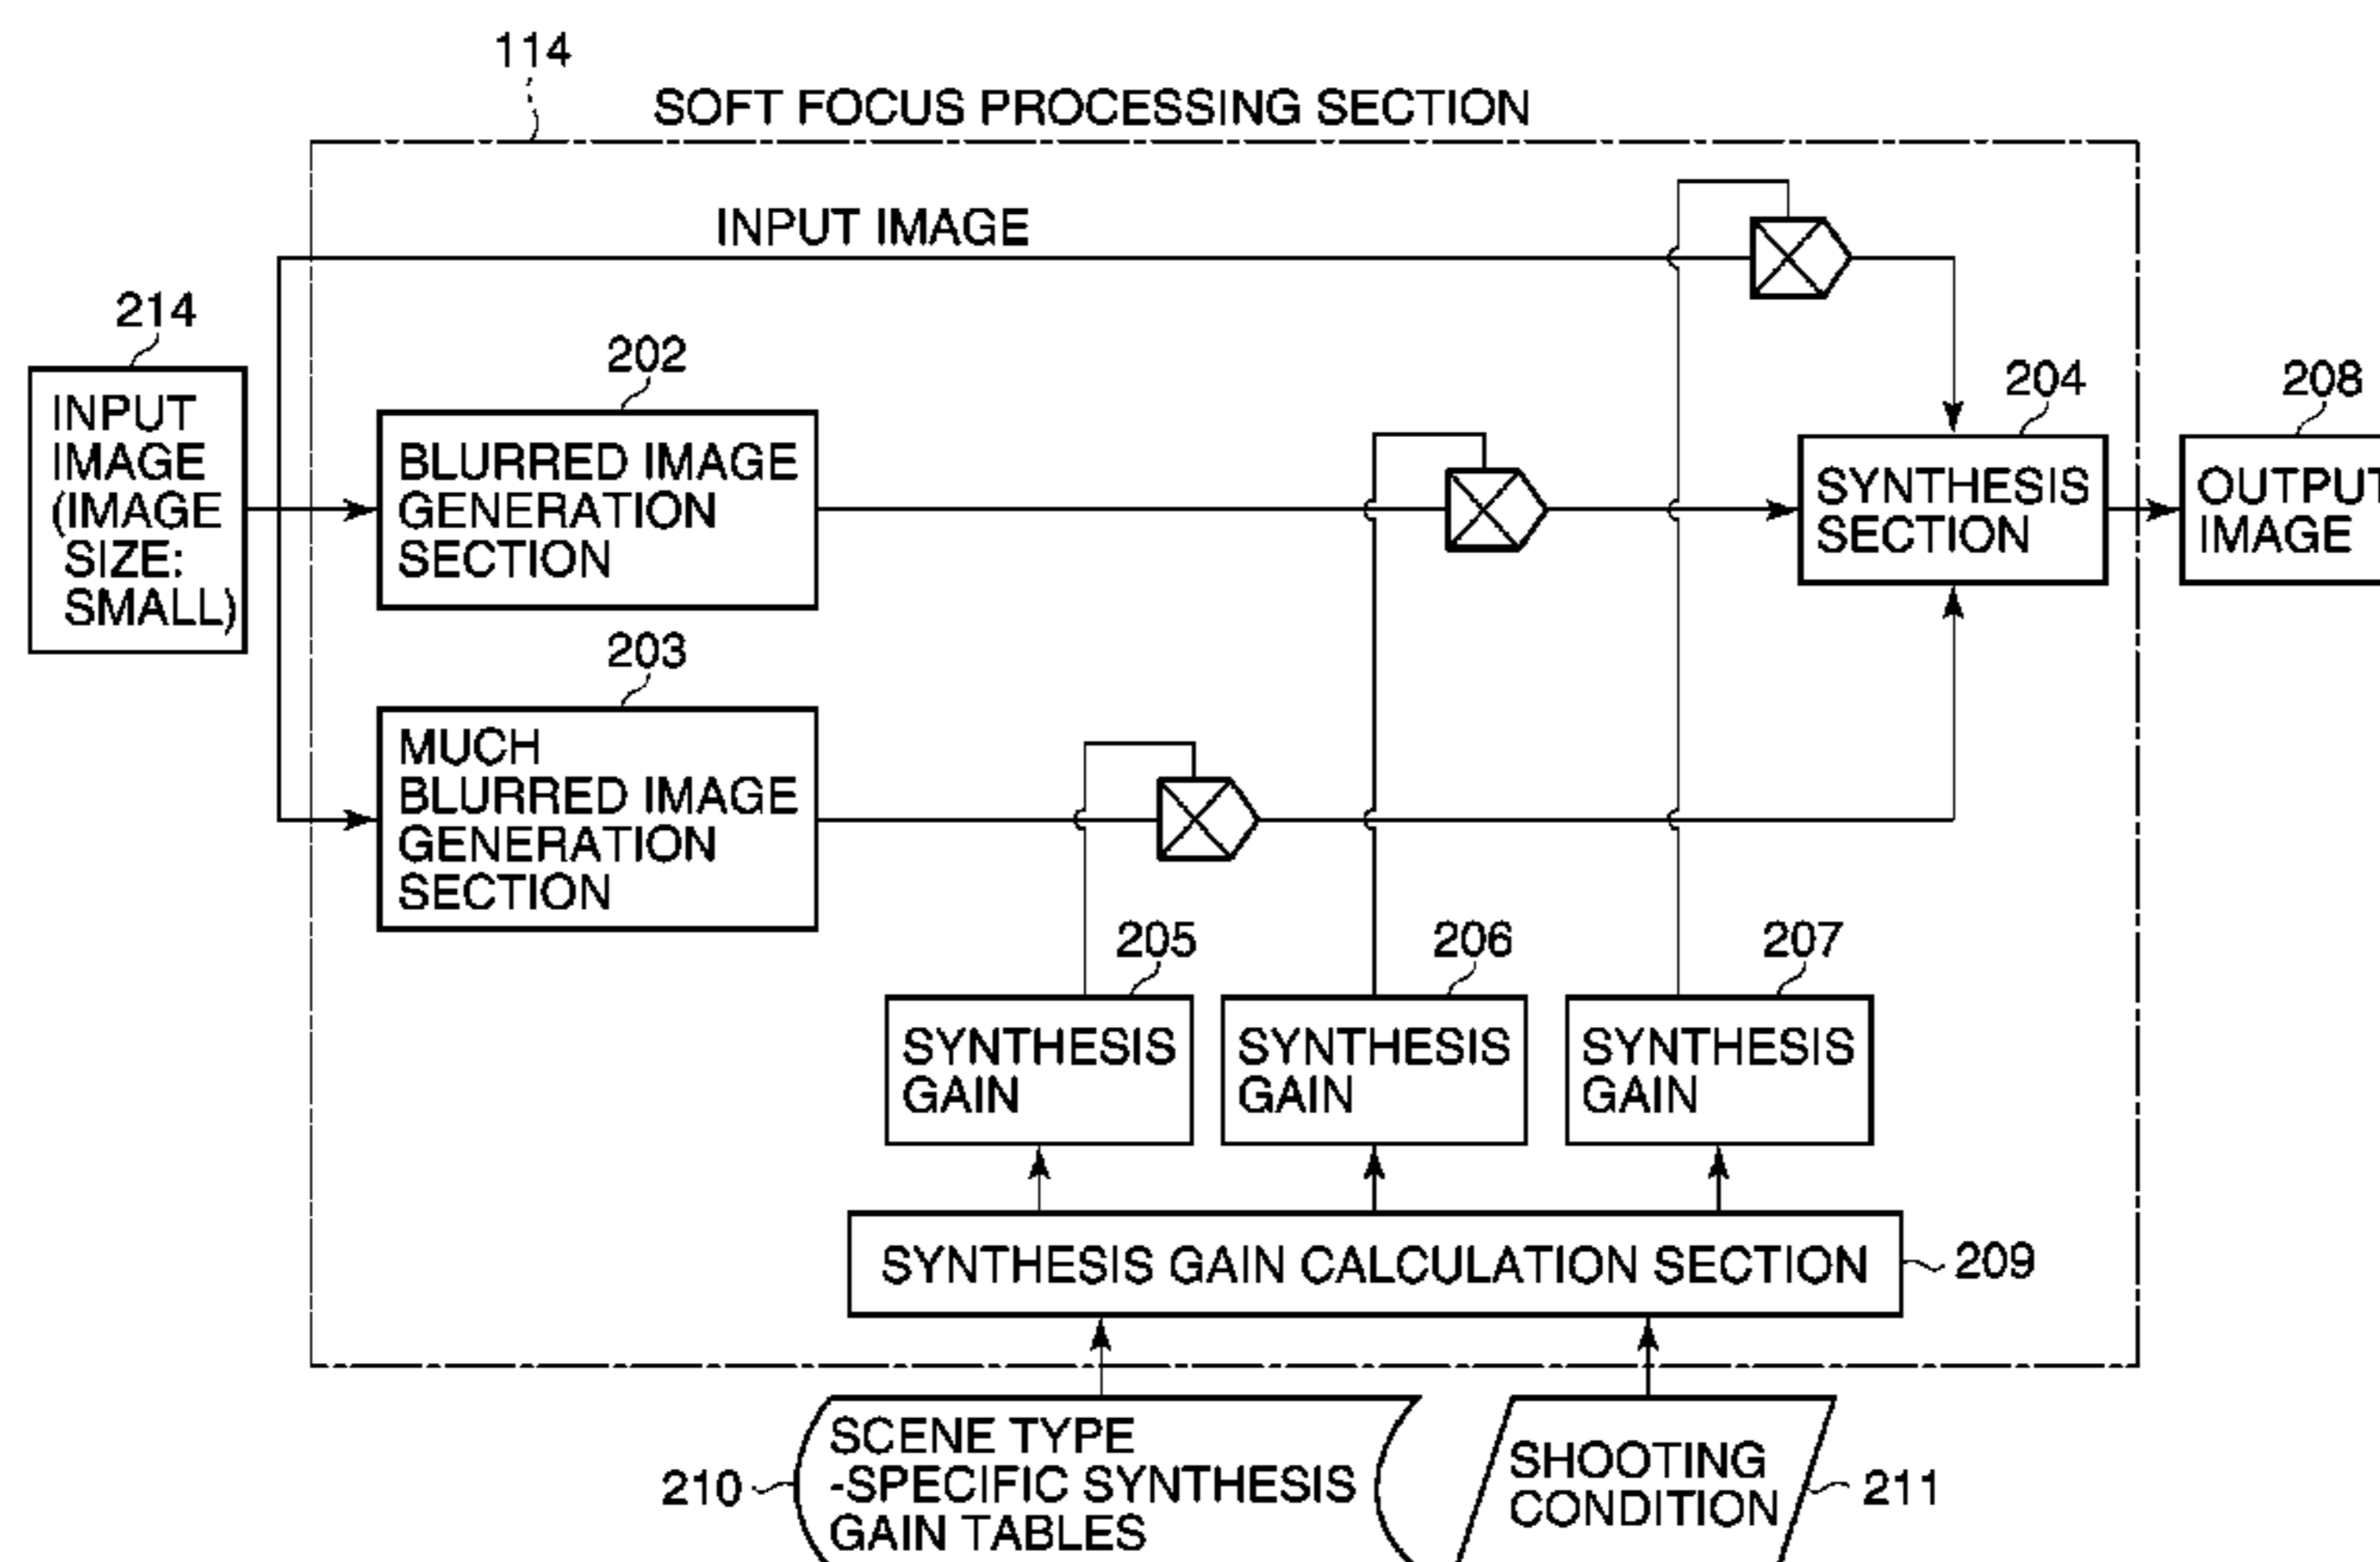 114
SOFT FOCUS PROCESSING SECTION
INPUT IMAGE
214
INPUT
IMAGE
(IMAGE
SIZE:
SMALL)
202
BLURRED IMAGE
GENERATION
SECTION
204
SYNTHESIS
SECTION
208
OUTPUT
IMAGE
203
MUCH
BLURRED IMAGE
GENERATION
SECTION
205
SYNTHESIS
GAIN
206
SYNTHESIS
GAIN
207
SYNTHESIS
GAIN
SYNTHESIS GAIN CALCULATION SECTION
209
210
SCENE TYPE
-SPECIFIC SYNTHESIS
GAIN TABLES
SHOOTING
CONDITION
211